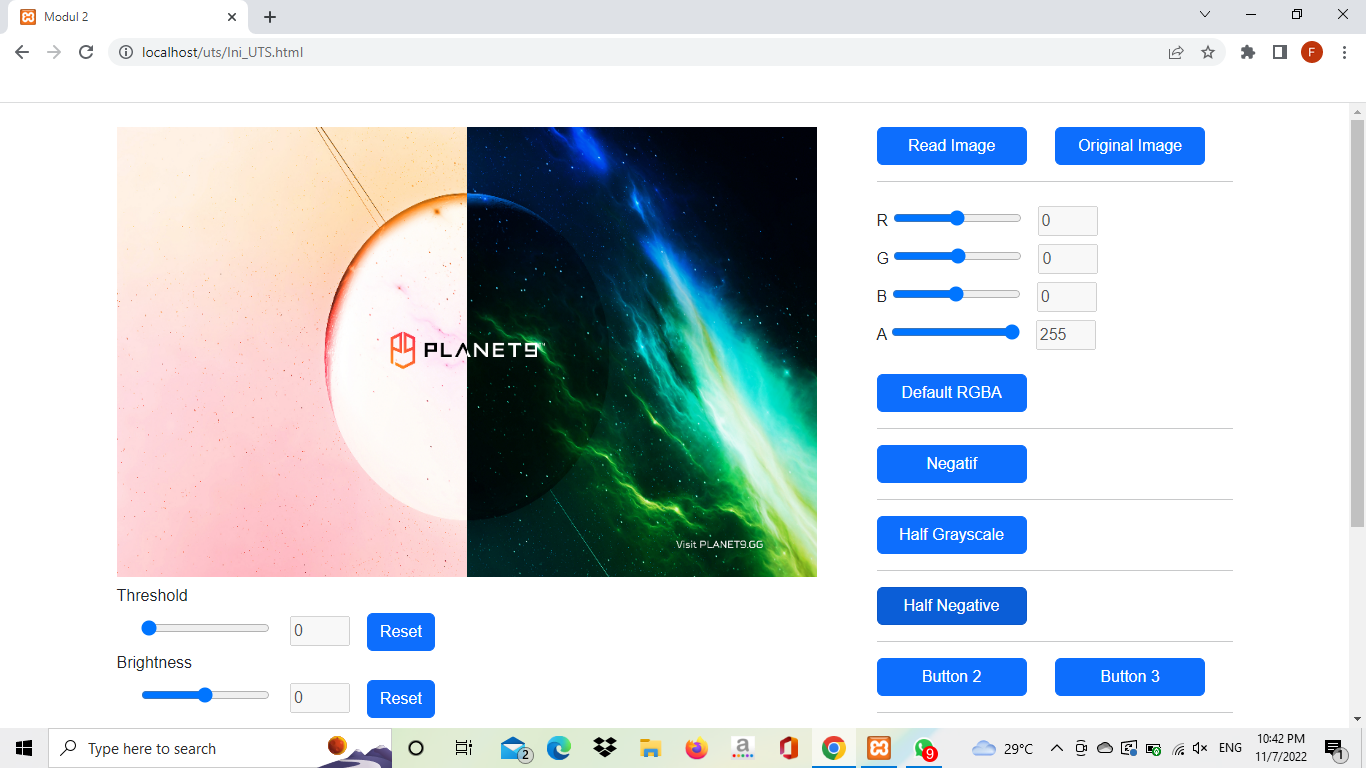 Modul 2
localhost/uts/Ini_UTS.html
F
PLANET9
Visit PLANET9.GG
Read Image
Original Image
R
0
G
0
B
0
A
255
Default RGBA
Negatif
Half Grayscale
Half Negative
Button 2
Button 3
Threshold
0
Reset
Brightness
0
Reset
Type here to search
2
a
9
29°C
ENG
10:42 PM
11/7/2022
1